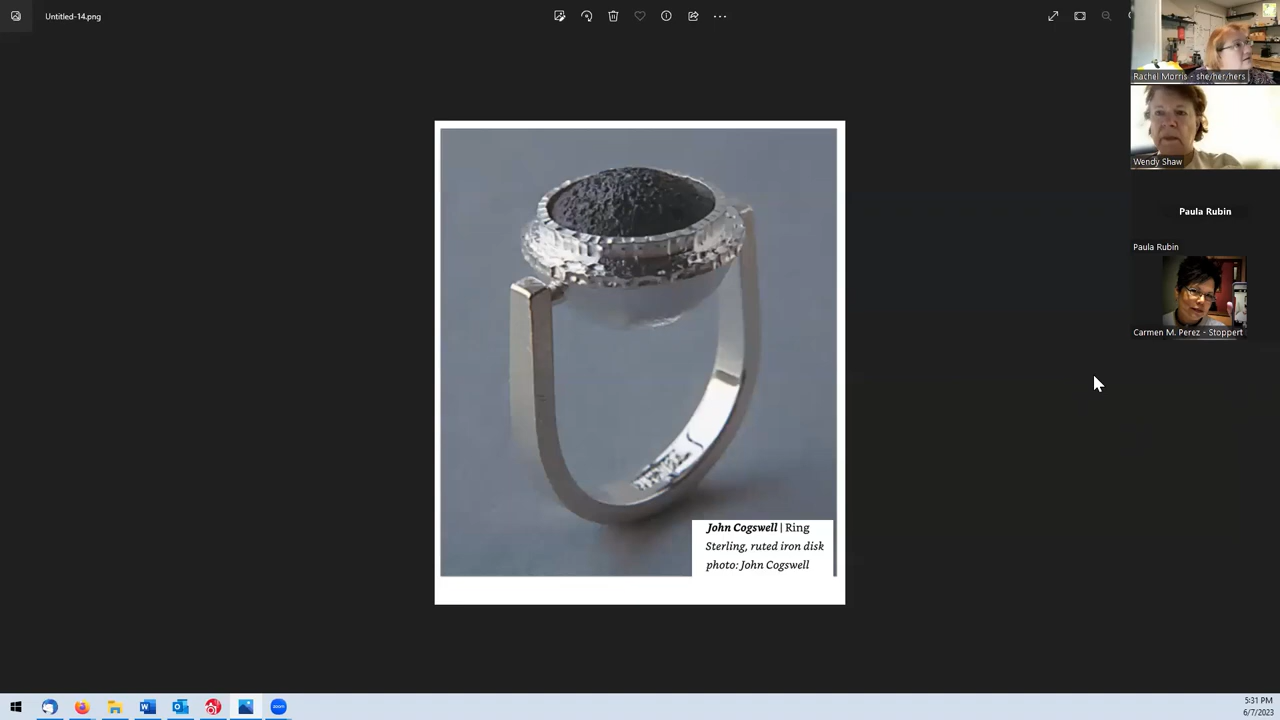 Untitled-14.png
Rachel Morris - she/her/hers
Wendy Shaw
Paula Rubin
Paula Rubin
Carmen M. Perez - Stoppert
John Cogswell | Ring
Sterling, ruted iron disk
photo: John Cogswell
zoom
5:31 PM
6/7/2023